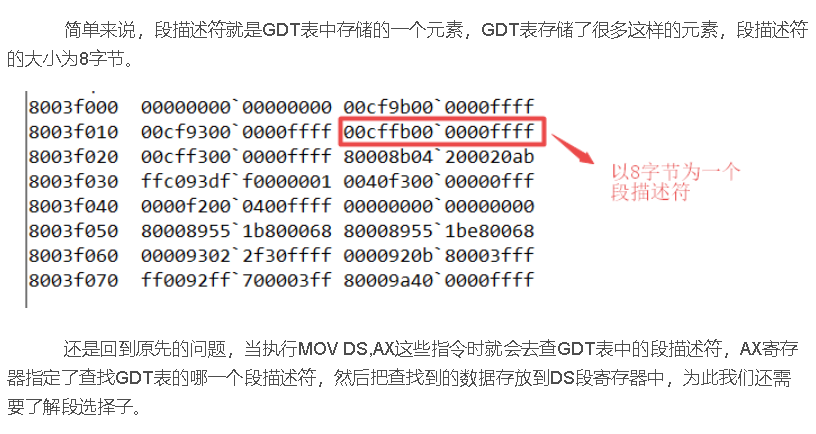 简单来说，段描述符就是GDT表中存储的一个元素，GDT表存储了很多这样的元素，段描述符
的大小为8字节。
8003f000 00000000`00000000 00cf9b00`0000ffff
8003f010 00cf9300`0000ffff 00cffb00`0000ffff
8003f020 00cff300`0000ffff 80008b04`200020ab
8003f030 ffc093df`f0000001 0040f300`00000fff
8003f040 0000f200`0400ffff 00000000`00000000
8003f050 80008955`1b800068 80008955`1be80068
8003f060 00009302`2f30ffff 0000920b`80003fff
8003f070 ff0092ff`700003ff 80009a40`0000ffff
以8字节为一个
段描述符
还是回到原先的问题，当执行MOV DS,AX这些指令时就会去查GDT表中的段描述符，AX寄存
器指定了查找GDT表的哪一个段描述符，然后把查找到的数据存放到DS段寄存器中，为此我们还需
要了解段选择子。